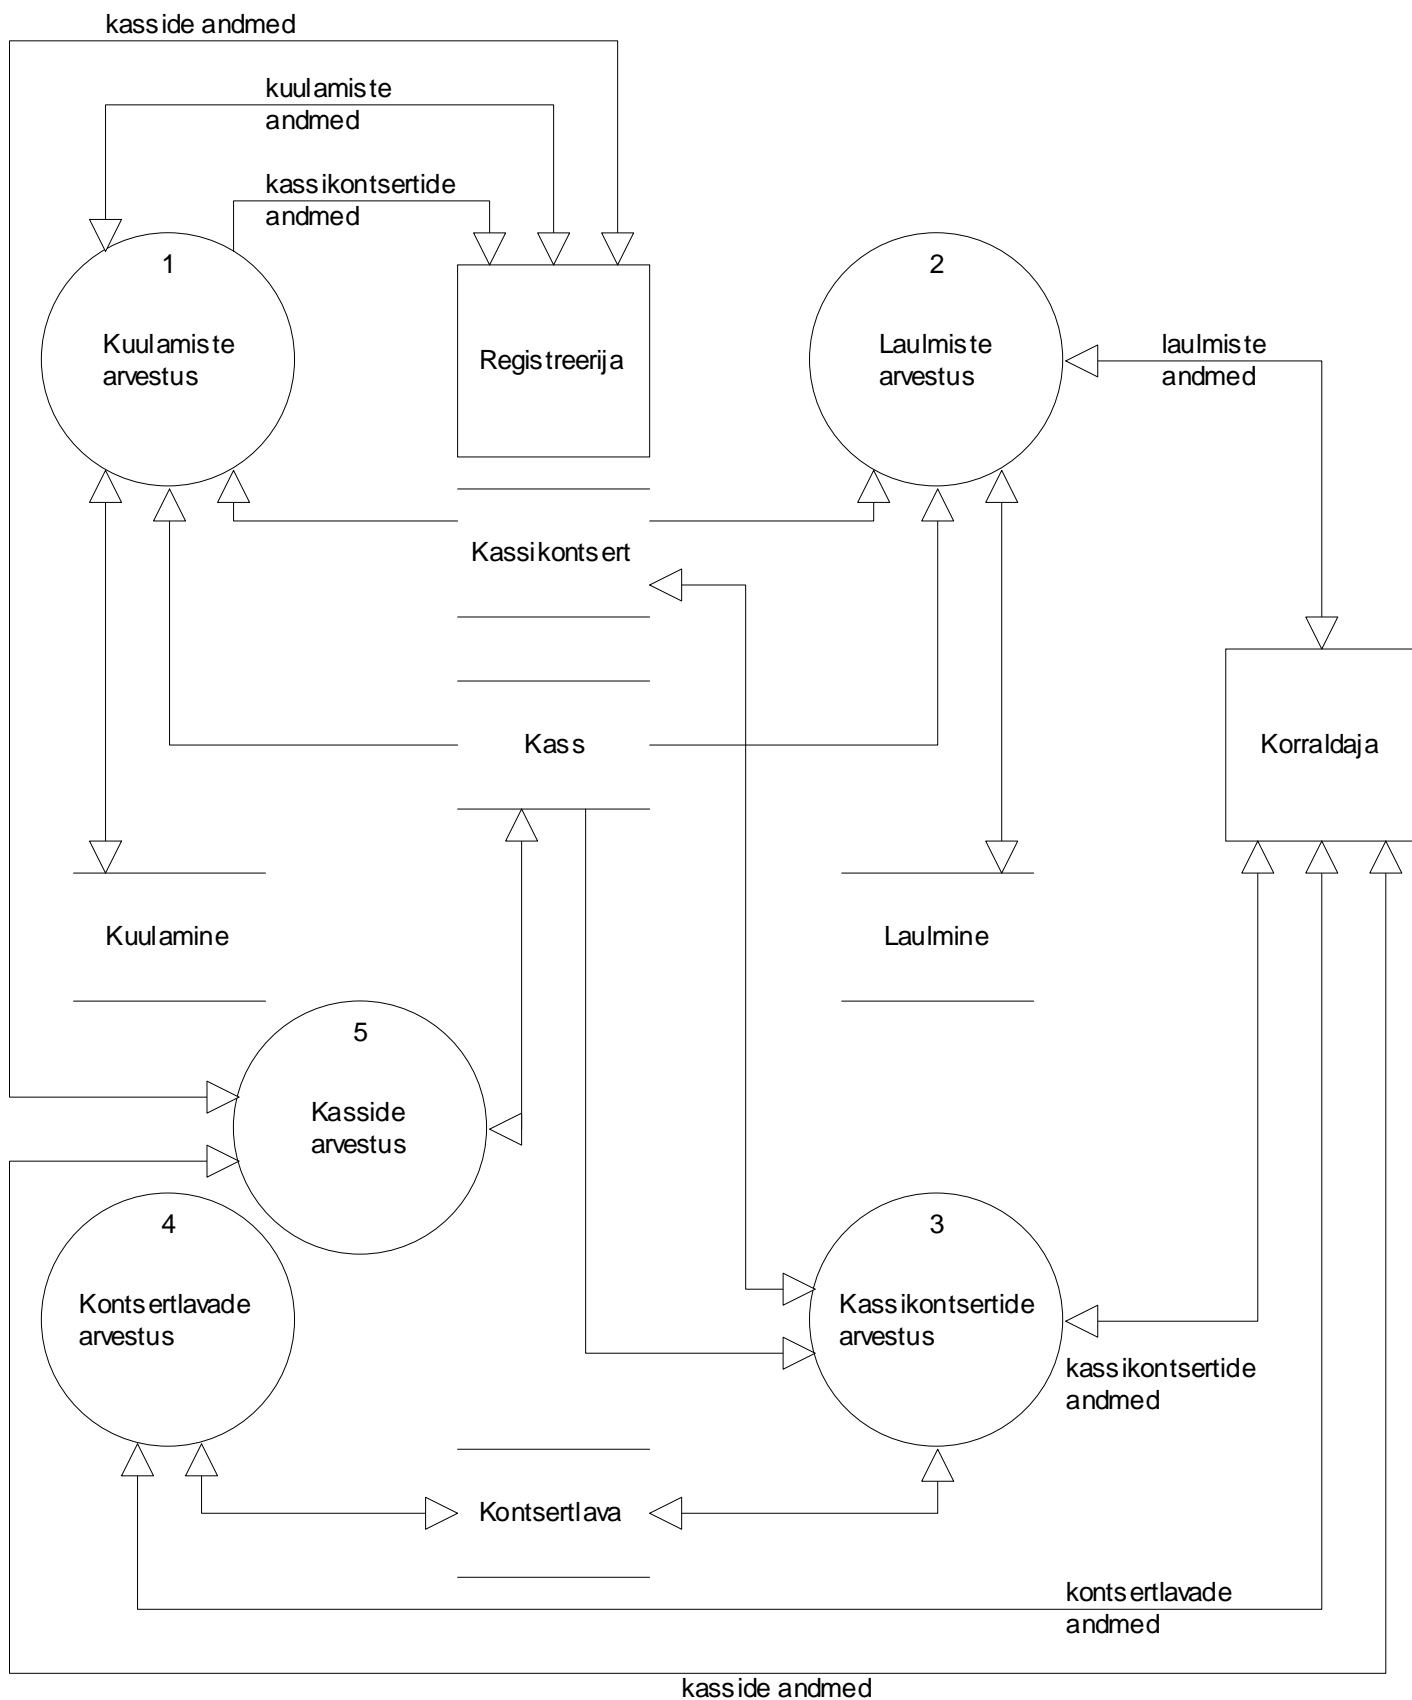 kasside andmed
kuulamiste
andmed
kassikontsertide
andmed
1
Kuulamiste
arvestus
Registreerija
2
Laulmiste
arvestus
laulmiste
andmed
Kassikontsert
Kass
Korraldaja
Kuulamine
Laulmine
5
Kasside
arvestus
4
Kontsertlavade
arvestus
3
Kassikontsertide
arvestus
kassikontsertide
andmed
Kontsertlava
kontsertlavade
andmed
kasside andmed